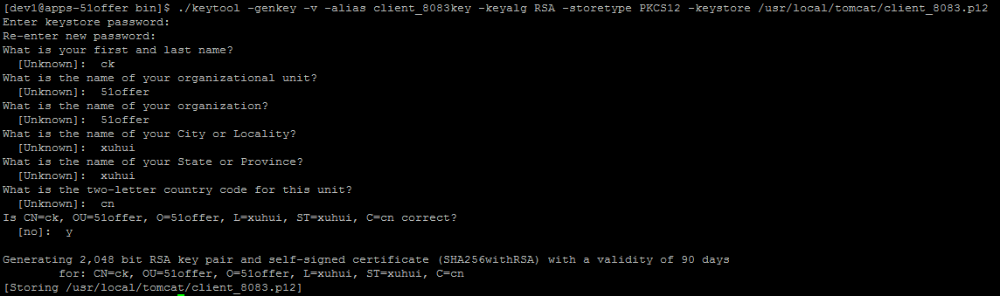 [dev1@apps-51offer bin]$ ./keytool -genkey -v -alias client_8083key -keyalg RSA -storetype PKCS12 -keystore /usr/local/tomcat/client_8083.p12
Enter keystore password:
Re-enter new password:
What is your first and last name?
  [Unknown]:  ck
What is the name of your organizational unit?
  [Unknown]:  51offer
What is the name of your organization?
  [Unknown]:  51offer
What is the name of your City or Locality?
  [Unknown]:  xuhui
What is the name of your State or Province?
  [Unknown]:  xuhui
What is the two-letter country code for this unit?
  [Unknown]:  cn
Is CN=ck, OU=51offer, O=51offer, L=xuhui, ST=xuhui, C=cn correct?
  [no]:  y
Generating 2,048 bit RSA key pair and self-signed certificate (SHA256withRSA) with a validity of 90 days
        for: CN=ck, OU=51offer, O=51offer, L=xuhui, ST=xuhui, C=cn
[Storing /usr/local/tomcat/client_8083.p12]